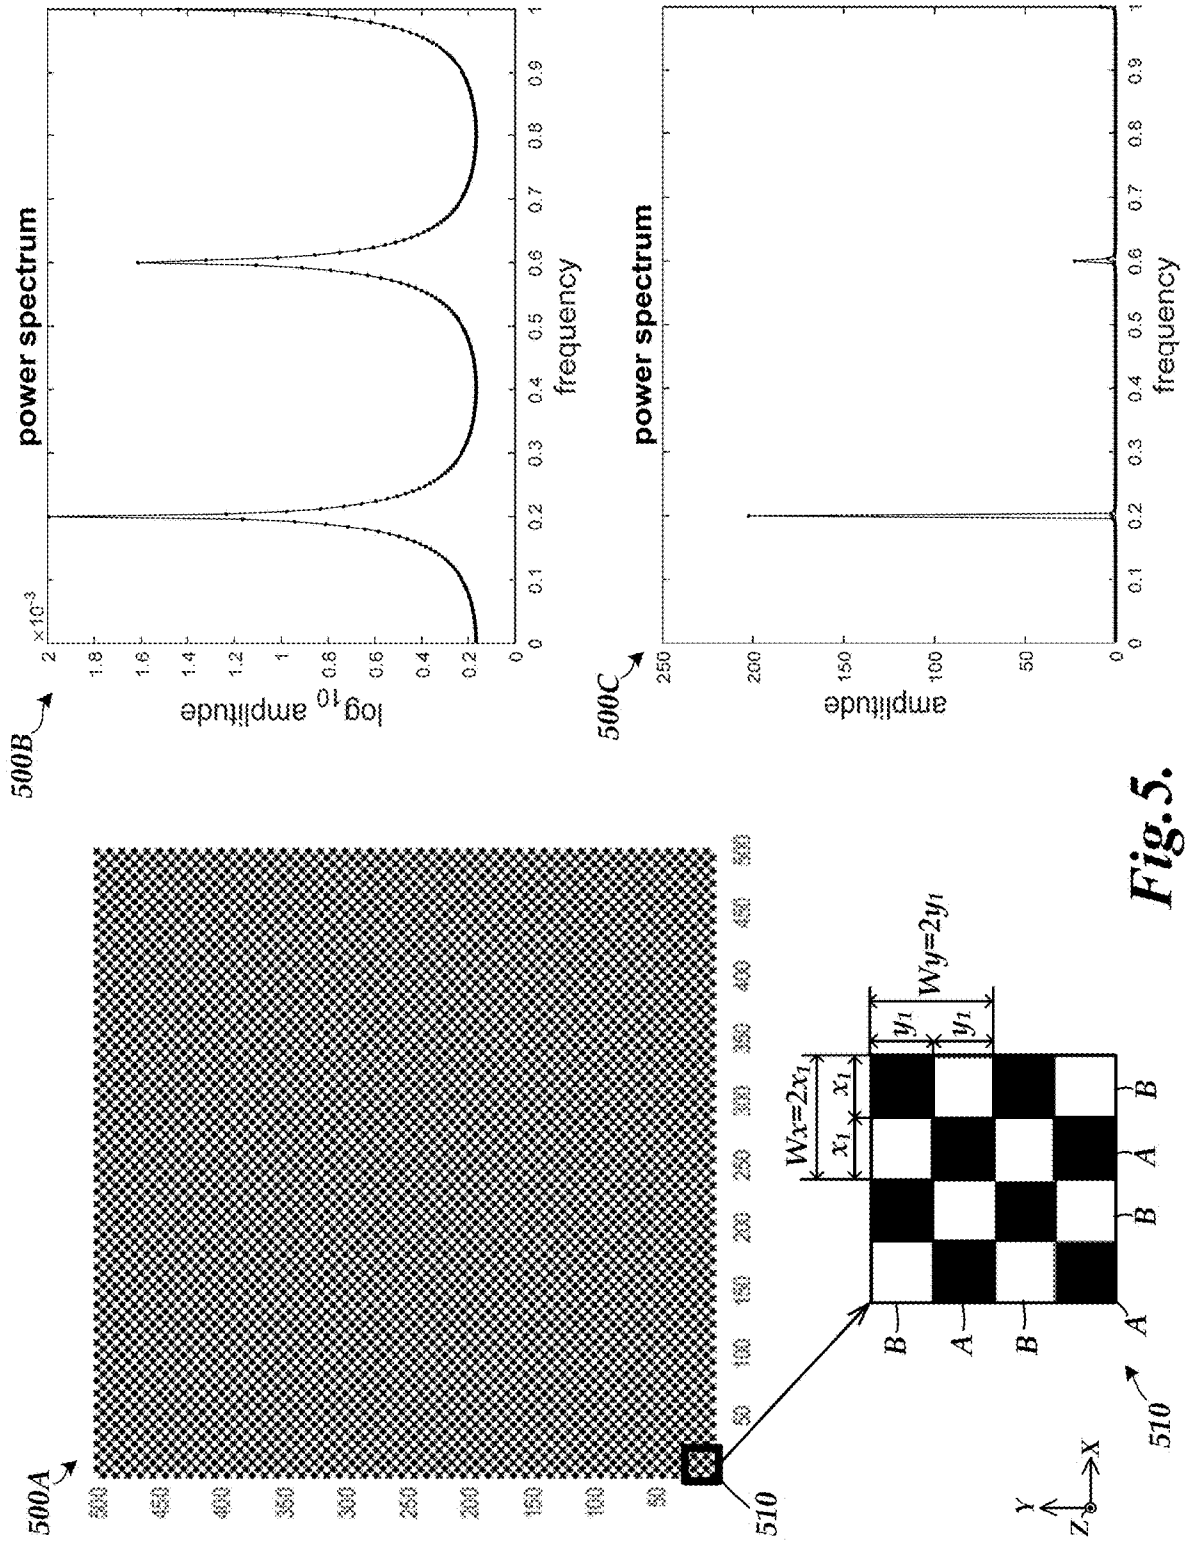 500A
500
450
400
350
300
250
200
150
100
50
50
100
150
200
250
300
350
400
450
500
510
510
B
A
B
A
B
A
B
Wx=2x1
x1
x1
y1
y1
Wy=2y1
Y
X
Z
500B
power spectrum
×10-3
2
1.8
1.6
1.4
1.2
1
0.8
0.6
0.4
0.2
0
log10 amplitude
0
0.1
0.2
0.3
0.4
0.5
0.6
0.7
0.8
0.9
1
frequency
500C
power spectrum
250
200
150
100
50
0
amplitude
0
0.1
0.2
0.3
0.4
0.5
0.6
0.7
0.8
0.9
1
frequency
Fig.5.